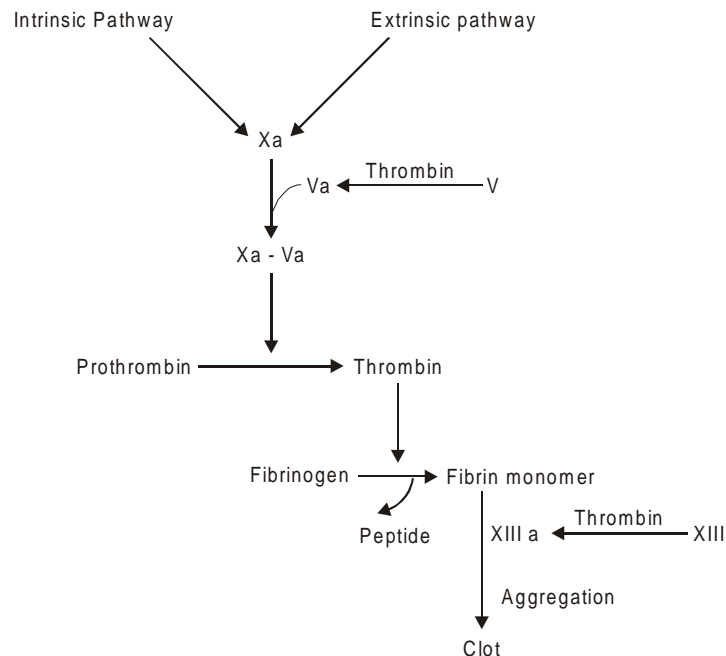 Intrinsic Pathway Extrinsic pathway
Xa
Thrombin
Va V
Xa - Va
Prothrombin Thrombin
Fibrinogen Fibrin monomer
Peptide
Thrombin
XIII a XIII
Aggregation
Clot